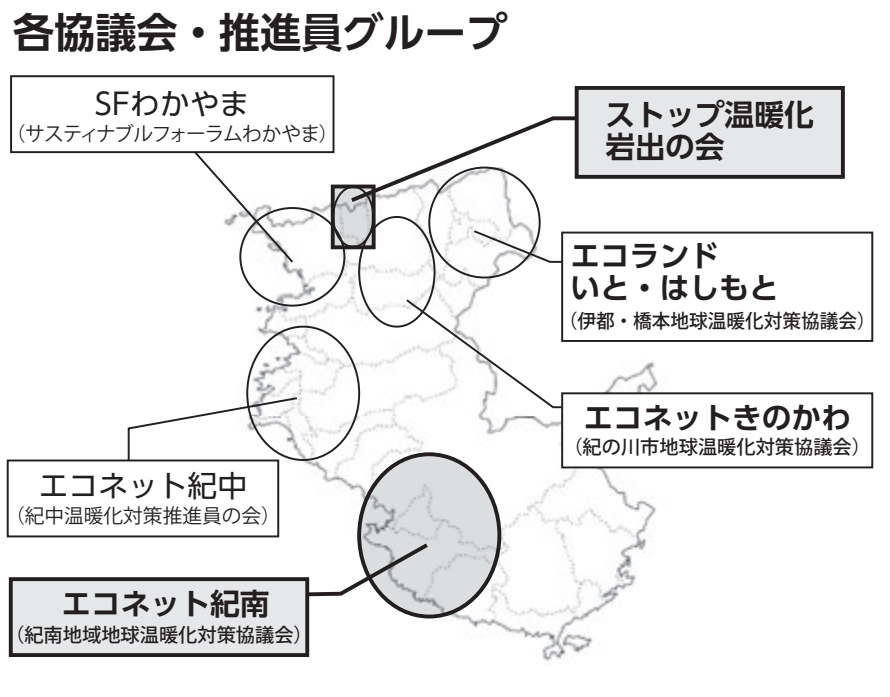 各協議会・推進員グループ
SFわかやま
（サスティナブルフォーラムわかやま）
ストップ温暖化
岩出の会
エコランド
いと・はしもと
（伊都・橋本地球温暖化対策協議会）
エコネットきのかわ
（紀の川市地球温暖化対策協議会）
エコネット紀中
（紀中温暖化対策推進員の会）
エコネット紀南
（紀南地域地球温暖化対策協議会）